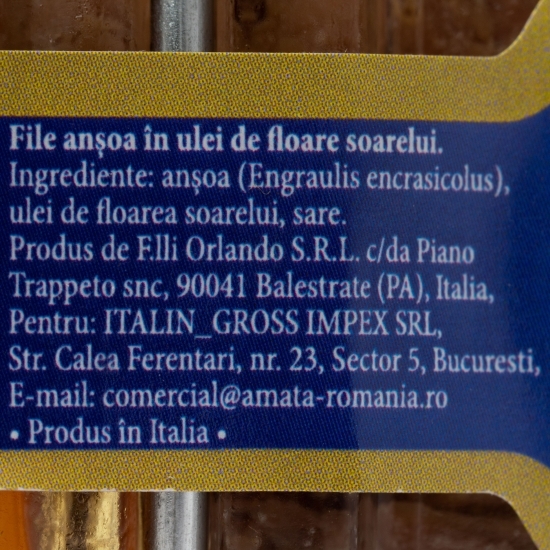 File anșoa în ulei de floare soarelui.
Ingrediente: anșoa (Engraulis encrasicolus),
ulei de floarea soarelui, sare.
Produs de F.lli Orlando S.R.L. c/da Piano
Trappeto snc, 90041 Balestrate (PA), Italia,
Pentru: ITALIN_GROSS IMPEX SRL,
Str. Calea Ferentari, nr. 23, Sector 5, Bucuresti,
E-mail: comercial@amata-romania.ro
• Produs în Italia •